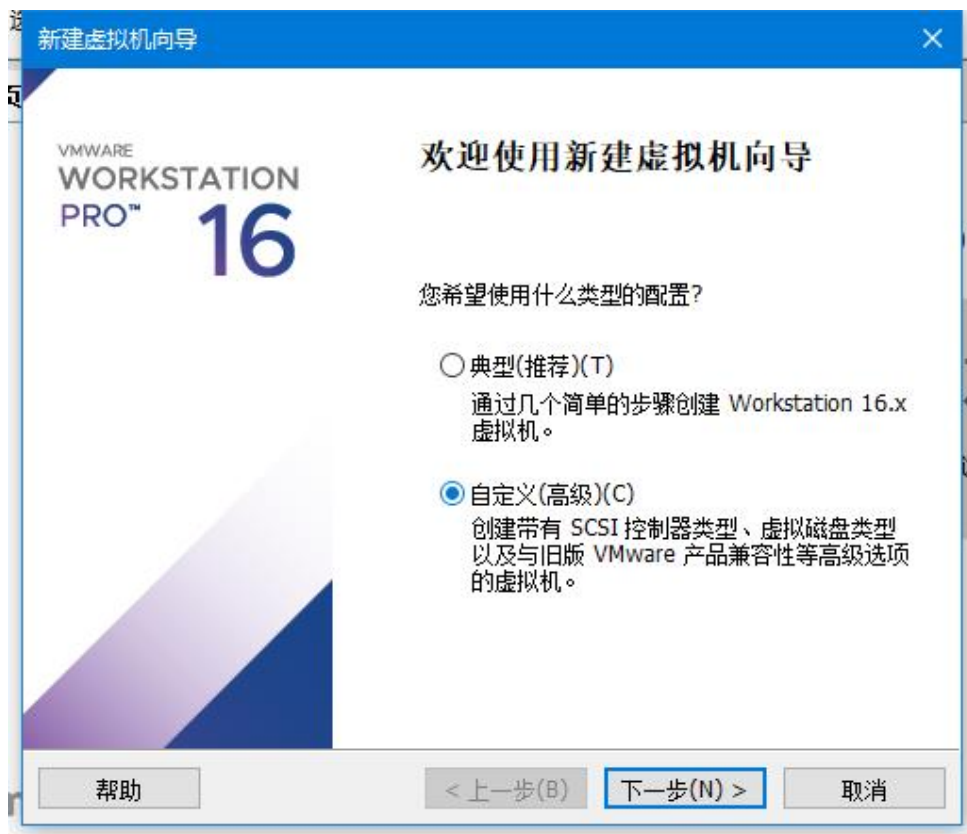 新建虚拟机向导
VMWARE
WORKSTATION
PRO™ 16
欢迎使用新建虚拟机向导
您希望使用什么类型的配置?
典型(推荐)(T)
通过几个简单的步骤创建 Workstation 16.x
虚拟机。
自定义(高级)(C)
创建带有 SCSI 控制器类型、虚拟磁盘类型
以及与旧版 VMware 产品兼容性等高级选项
的虚拟机。
帮助
< 上一步(B)
下一步(N) >
取消